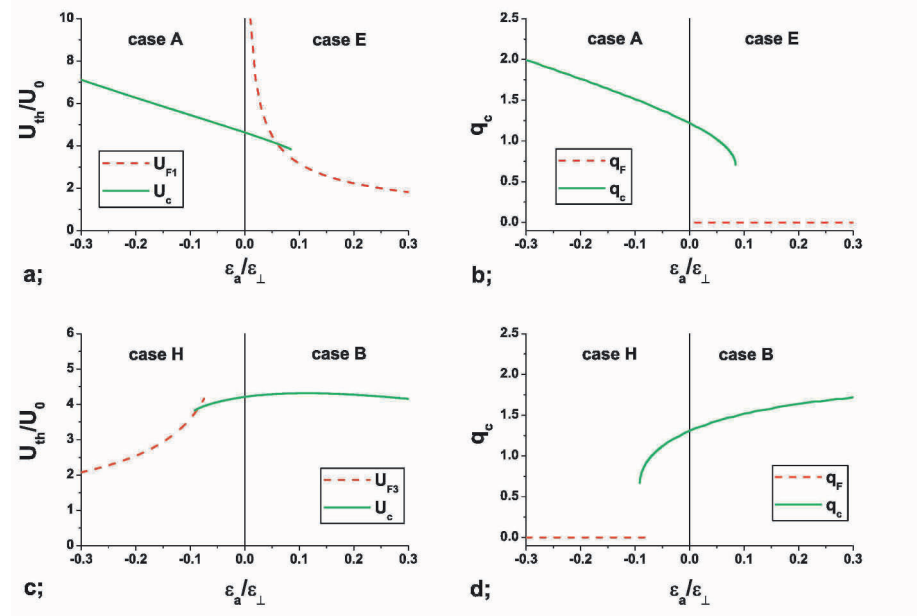 case A
case E
U_th/U_0
10
8
6
4
2
0
U_F1
U_c
-0.3 -0.2 -0.1 0.0 0.1 0.2 0.3
ε_a/ε_⊥
a;
case A
case E
q_c
2.5
2.0
1.5
1.0
0.5
0.0
q_F
q_c
-0.3 -0.2 -0.1 0.0 0.1 0.2 0.3
ε_a/ε_⊥
b;
case H
case B
U_th/U_0
6
5
4
3
2
1
0
U_F3
U_c
-0.3 -0.2 -0.1 0.0 0.1 0.2 0.3
ε_a/ε_⊥
c;
case H
case B
q_c
2.5
2.0
1.5
1.0
0.5
0.0
q_F
q_c
-0.3 -0.2 -0.1 0.0 0.1 0.2 0.3
ε_a/ε_⊥
d;